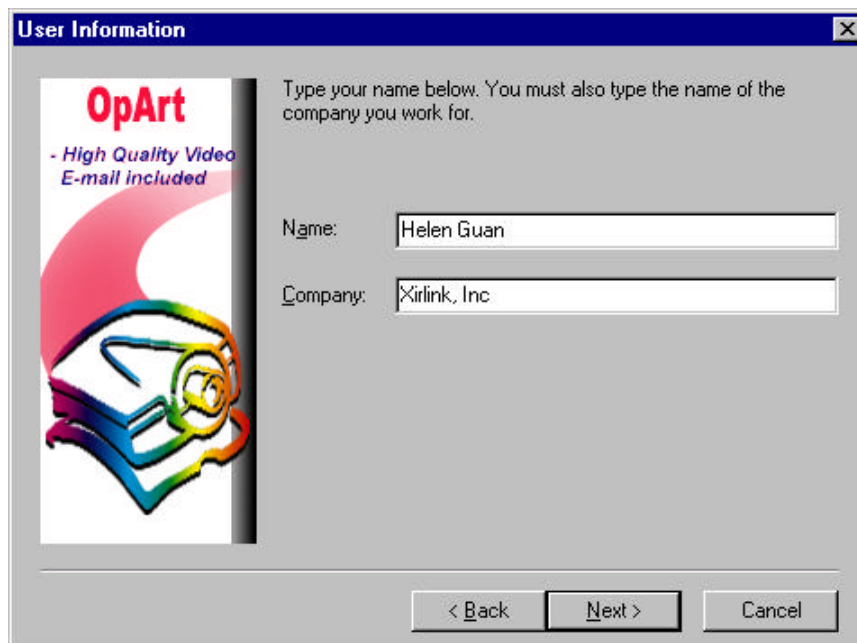 User Information
OpArt
- High Quality Video
E-mail included
Type your name below. You must also type the name of the
company you work for.
Name:
Helen Guan
Company:
Xirlink, Inc
< Back
Next >
Cancel